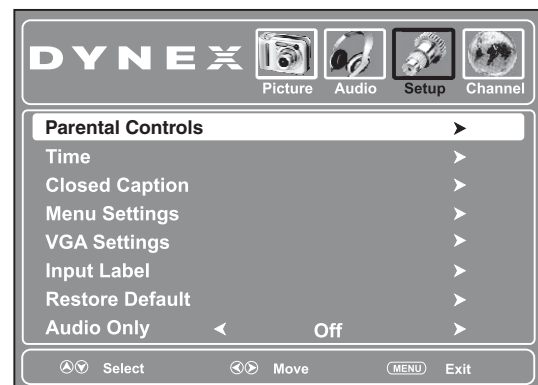 DYNEX
Picture Audio Setup Channel
Parental Controls
Time
Closed Caption
Menu Settings
VGA Settings
Input Label
Restore Default
Audio Only Off
Select Move MENU Exit